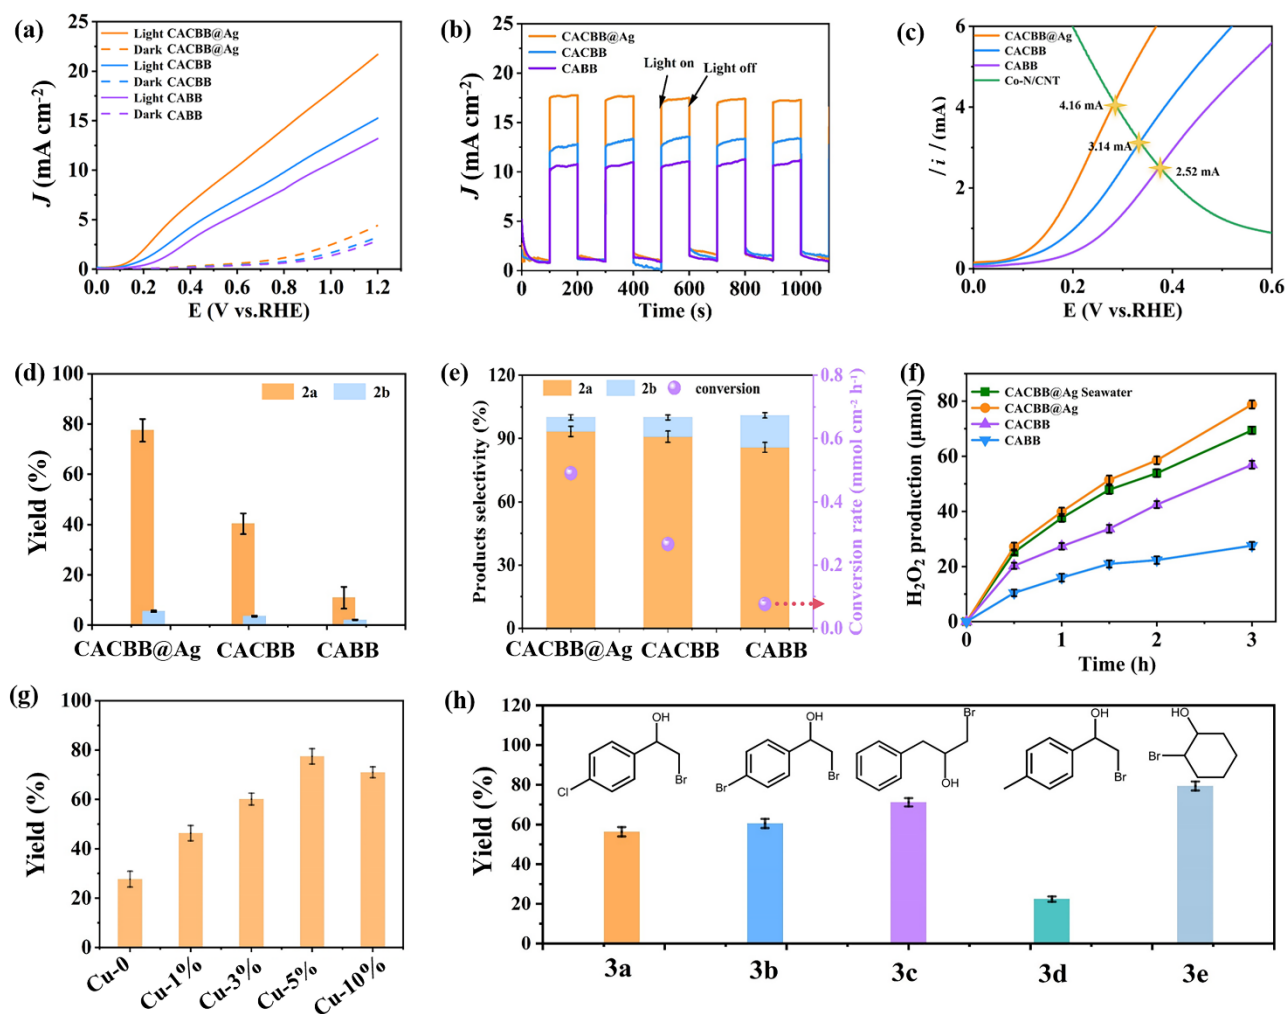 (a)
Light CACBB@Ag
Dark CACBB@Ag
Light CACBB
Dark CACBB
Light CABB
Dark CABB
J (mA cm⁻²)
25
20
15
10
5
0
0.0 0.2 0.4 0.6 0.8 1.0 1.2
E (V vs.RHE)
(b)
CACBB@Ag
CACBB
CABB
Light on
Light off
J (mA cm⁻²)
25
20
15
10
5
0
0 200 400 600 800 1000
Time (s)
(c)
CACBB@Ag
CACBB
CABB
Co-N/CNT
4.16 mA
3.14 mA
2.52 mA
/ i / (mA)
6
4
2
0
0.0 0.2 0.4 0.6
E (V vs.RHE)
(d)
2a 2b
Yield (%)
100
80
60
40
20
0
CACBB@Ag CACBB CABB
(e)
2a 2b conversion
Products selectivity (%)
120
90
60
30
0
0.8
0.6
0.4
0.2
0.0
Conversion rate (mmol cm⁻² h⁻¹)
CACBB@Ag CACBB CABB
(f)
CACBB@Ag Seawater
CACBB@Ag
CACBB
CABB
H₂O₂ production (μmol)
80
60
40
20
0
0 1 2 3
Time (h)
(g)
Yield (%)
100
80
60
40
20
0
Cu-0 Cu-1% Cu-3% Cu-5% Cu-10%
(h)
Yield (%)
120
100
80
60
40
20
0
OH
Br
Cl
OH
Br
Br
Br
OH
OH
Br
HO
Br
3a 3b 3c 3d 3e